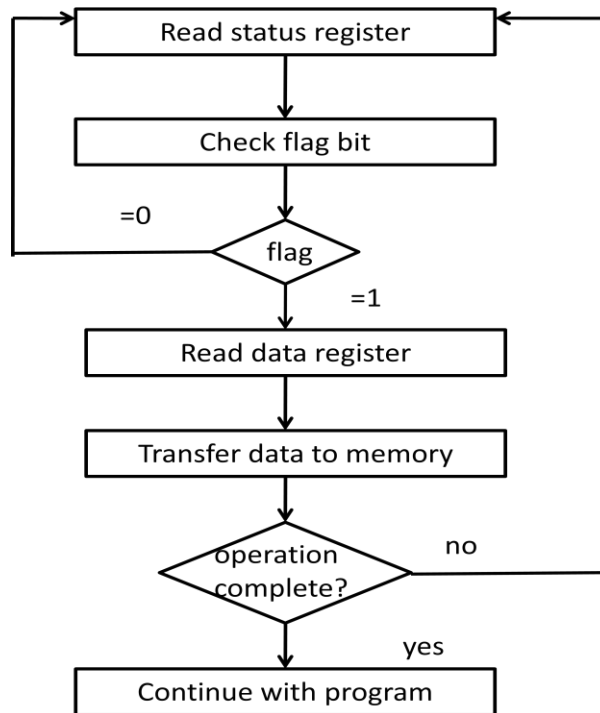 Read status register
Check flag bit
=0
flag
=1
Read data register
Transfer data to memory
operation
complete?
no
yes
Continue with program